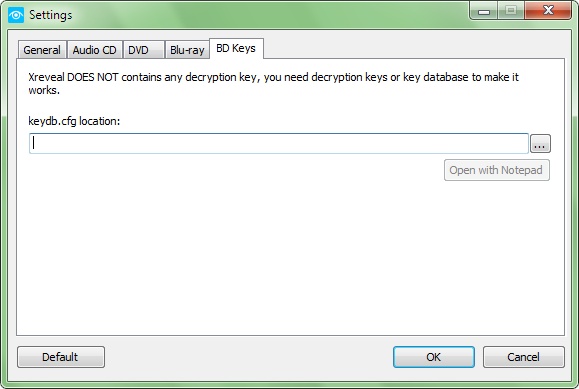 Settings
General Audio CD DVD Blu-ray BD Keys
Xreveal DOES NOT contains any decryption key, you need decryption keys or key database to make it
works.
keydb.cfg location:
...
Open with Notepad
Default OK Cancel